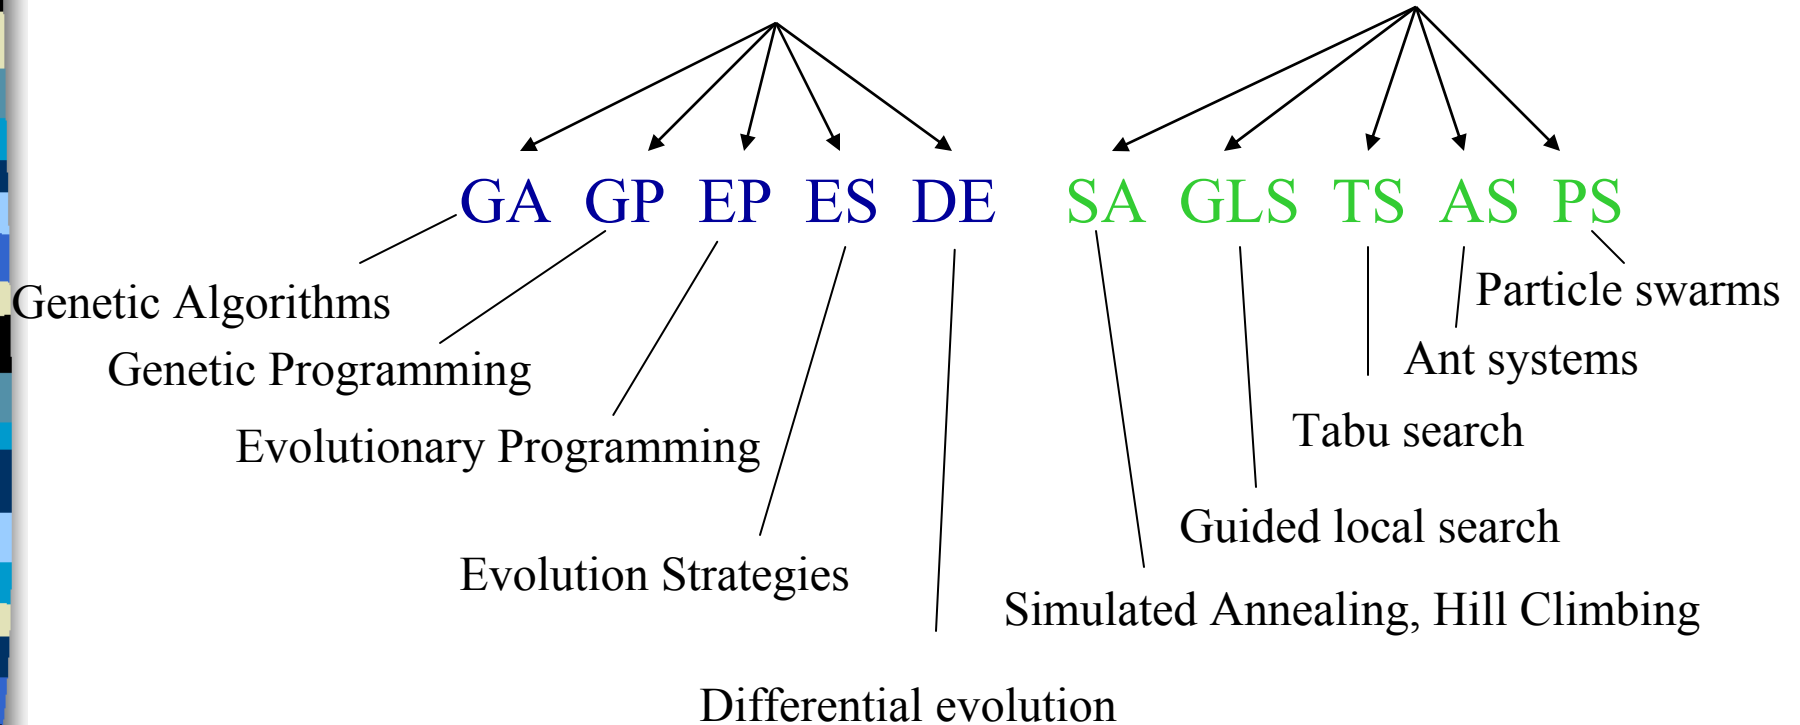 GA GP EP ES DE SA GLS TS AS PS
Particle swarms
Genetic Algorithms
Ant systems
Genetic Programming
Tabu search
Evolutionary Programming
Guided local search
Evolution Strategies
Simulated Annealing, Hill Climbing
Differential evolution